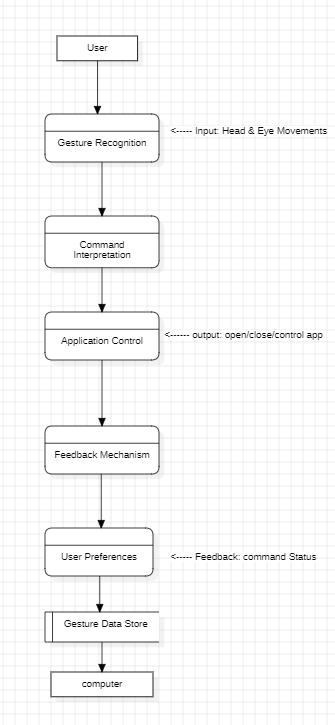 User
<----- Input: Head & Eye Movements
Gesture Recognition
Command
Interpretation
<------ output: open/close/control app
Application Control
Feedback Mechanism
User Preferences
<----- Feedback: command Status
Gesture Data Store
computer